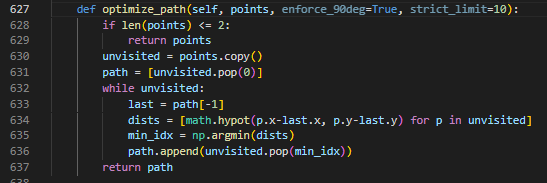 627 def optimize_path(self, points, enforce_90deg=True, strict_limit=10):
628 if len(points) <= 2:
629 return points
630 unvisited = points.copy()
631 path = [unvisited.pop(0)]
632 while unvisited:
633 last = path[-1]
634 dists = [math.hypot(p.x-last.x, p.y-last.y) for p in unvisited]
635 min_idx = np.argmin(dists)
636 path.append(unvisited.pop(min_idx))
637 return path